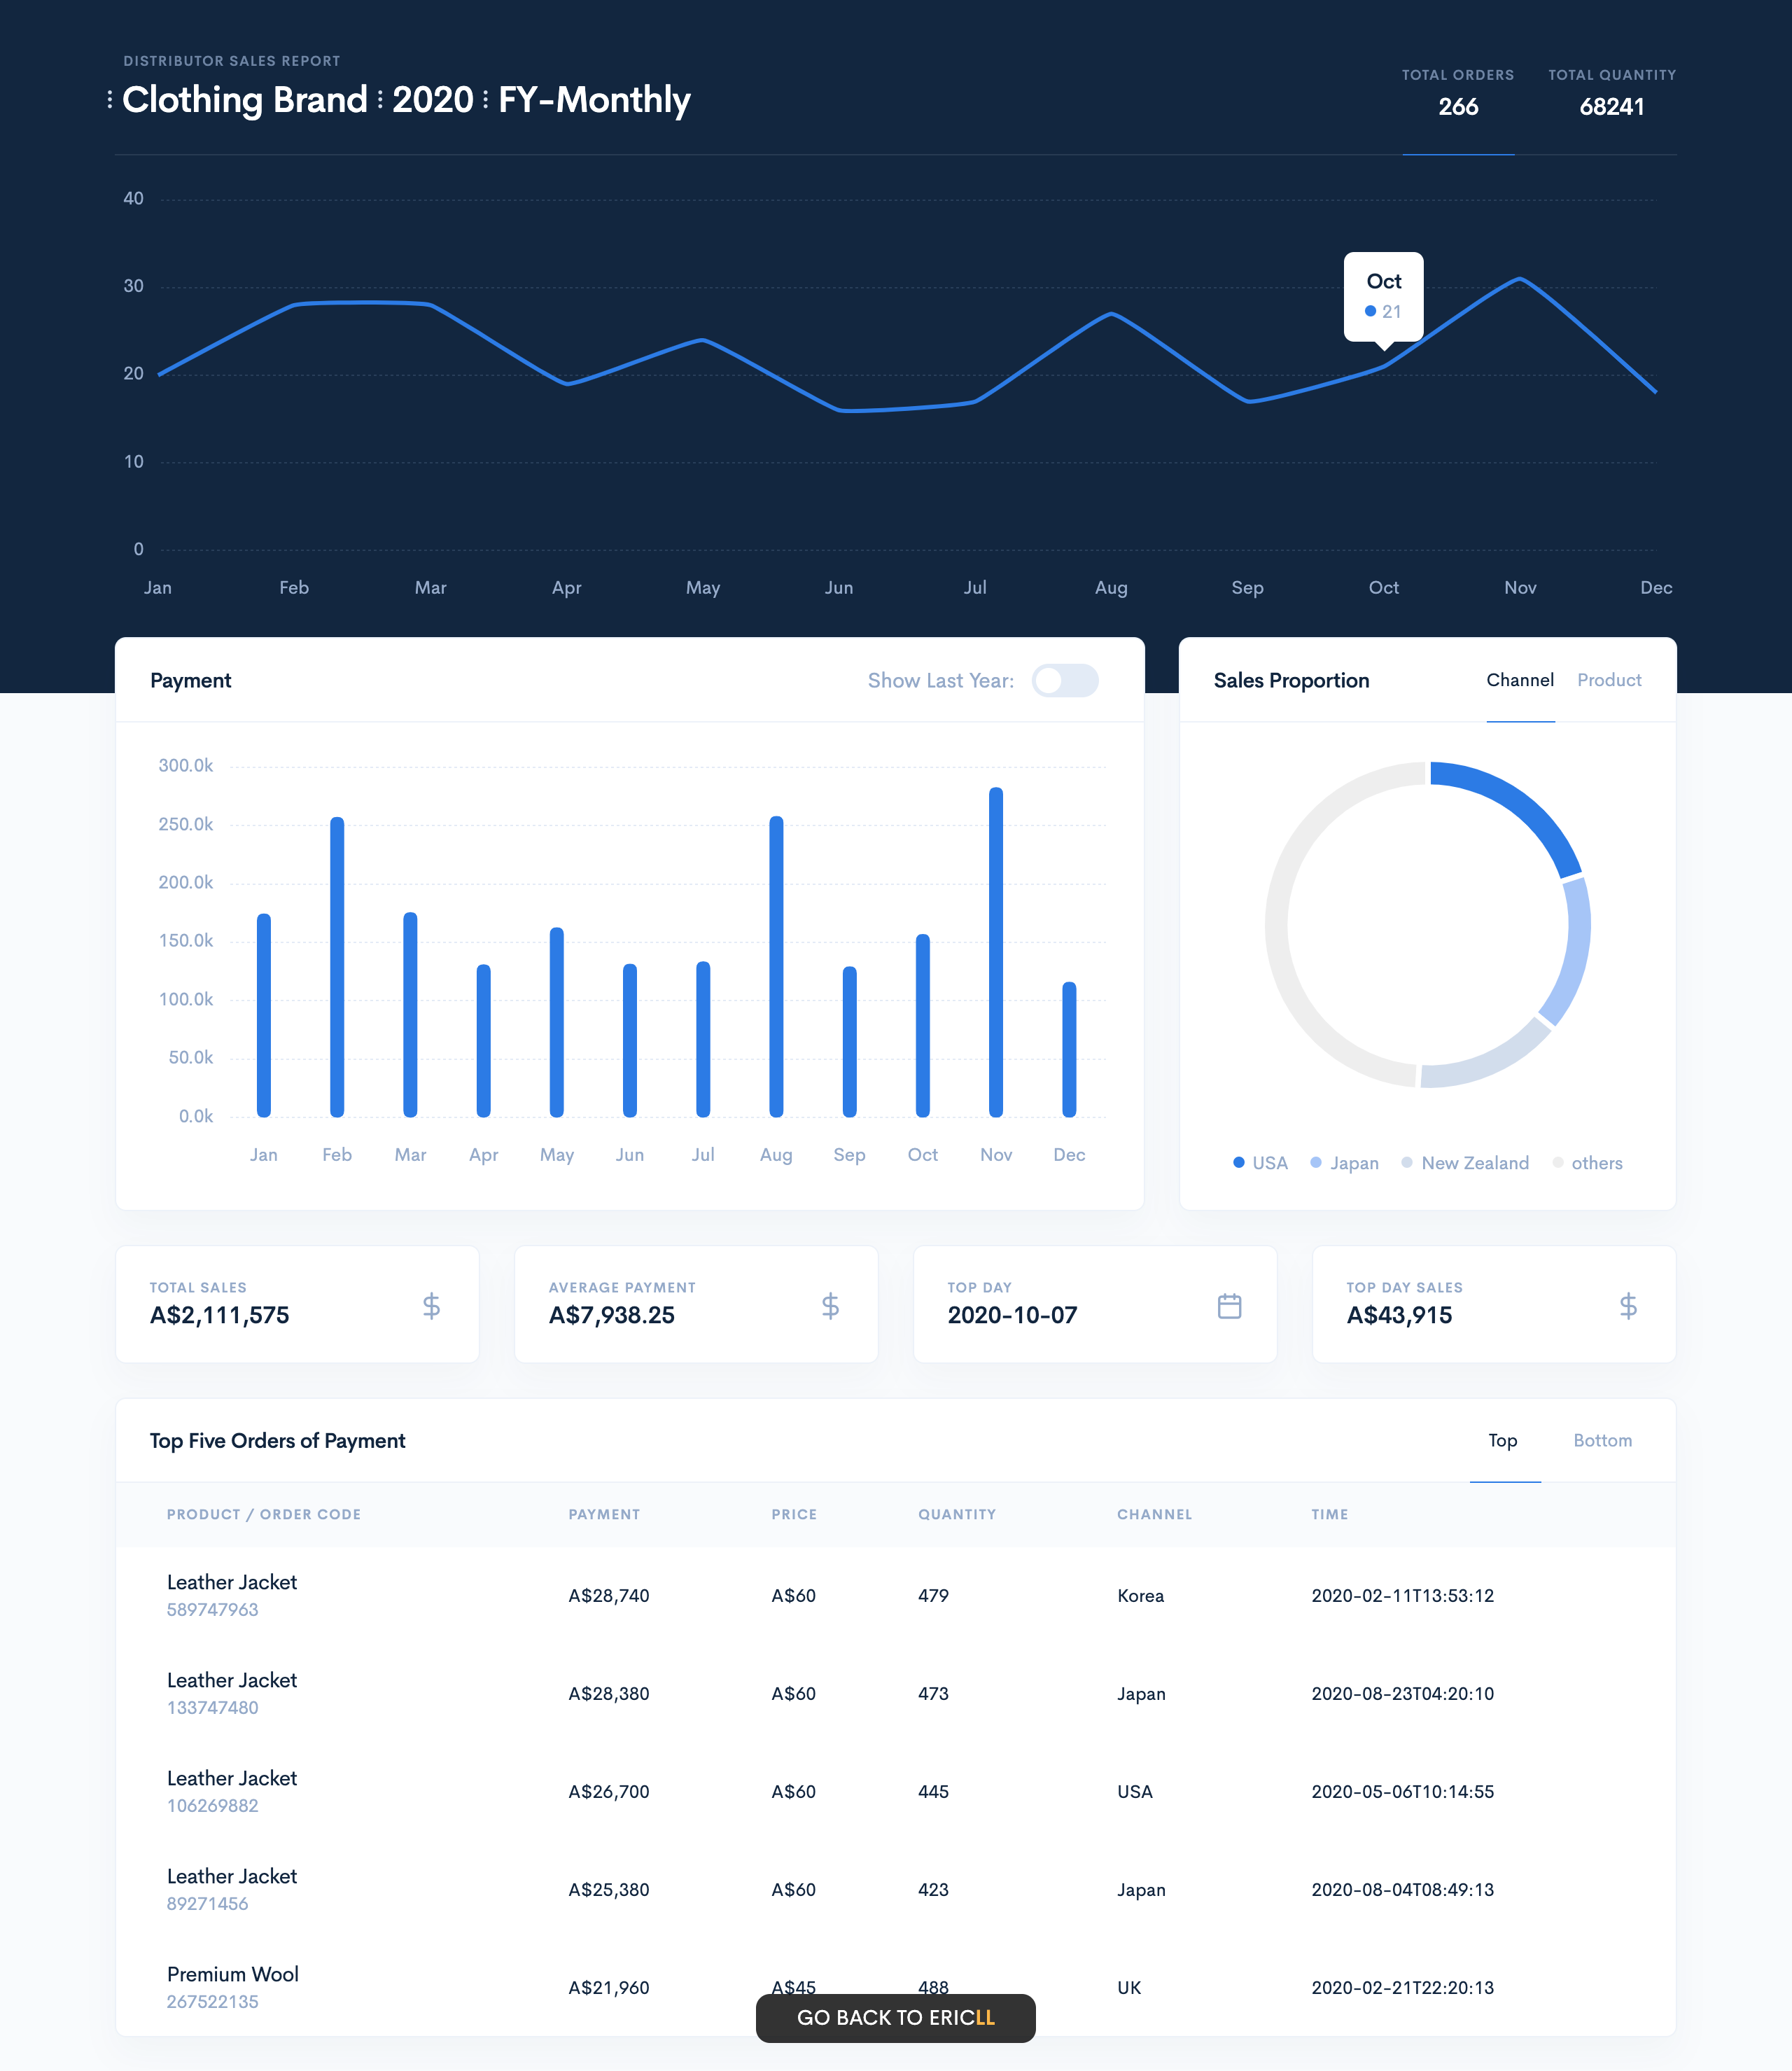 DISTRIBUTOR SALES REPORT
Clothing Brand ⋮ 2020 ⋮ FY-Monthly
TOTAL ORDERS
266
TOTAL QUANTITY
68241
40
30
20
10
0
Oct
21
Jan Feb Mar Apr May Jun Jul Aug Sep Oct Nov Dec
Payment
Show Last Year:
300.0k
250.0k
200.0k
150.0k
100.0k
50.0k
0.0k
Jan Feb Mar Apr May Jun Jul Aug Sep Oct Nov Dec
Sales Proportion
Channel Product
USA Japan New Zealand others
TOTAL SALES
A$2,111,575
AVERAGE PAYMENT
A$7,938.25
TOP DAY
2020-10-07
TOP DAY SALES
A$43,915
Top Five Orders of Payment
Top Bottom
PRODUCT / ORDER CODE PAYMENT PRICE QUANTITY CHANNEL TIME
Leather Jacket
589747963
A$28,740 A$60 479 Korea 2020-02-11T13:53:12
Leather Jacket
133747480
A$28,380 A$60 473 Japan 2020-08-23T04:20:10
Leather Jacket
106269882
A$26,700 A$60 445 USA 2020-05-06T10:14:55
Leather Jacket
89271456
A$25,380 A$60 423 Japan 2020-08-04T08:49:13
Premium Wool
267522135
A$21,960 A$45 488 UK 2020-02-21T22:20:13
GO BACK TO ERICLL